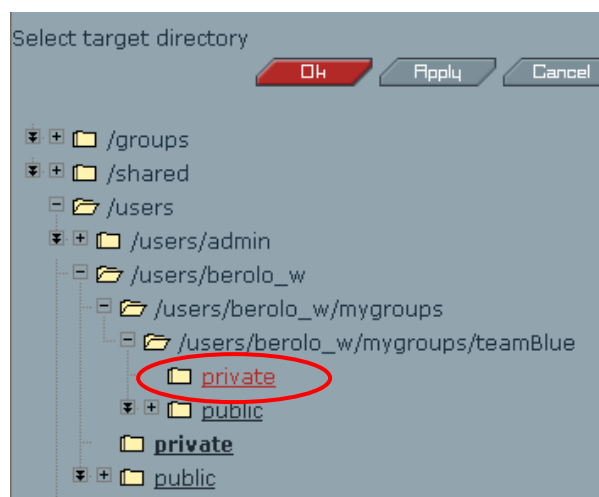 Select target directory
Ok Apply Cancel
/groups
/shared
/users
/users/admin
/users/berolo_w
/users/berolo_w/mygroups
/users/berolo_w/mygroups/teamBlue
private
public
private
public